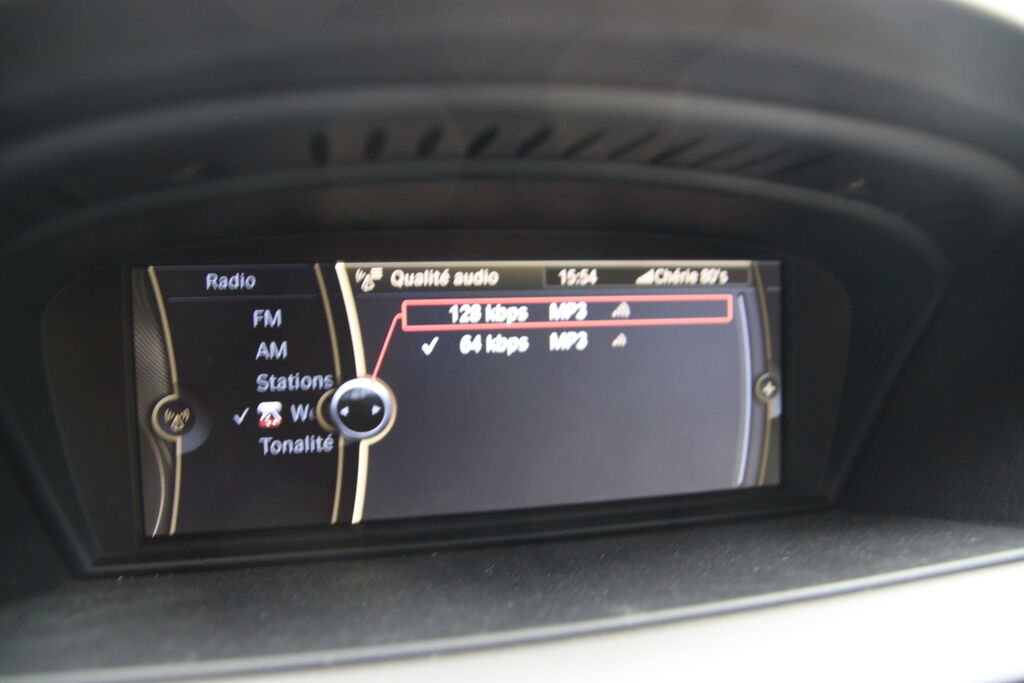 Radio
FM
AM
Stations
Tonalité
Qualité audio 15:54 Chérie 80's
128 kbps MP3
64 kbps MP3